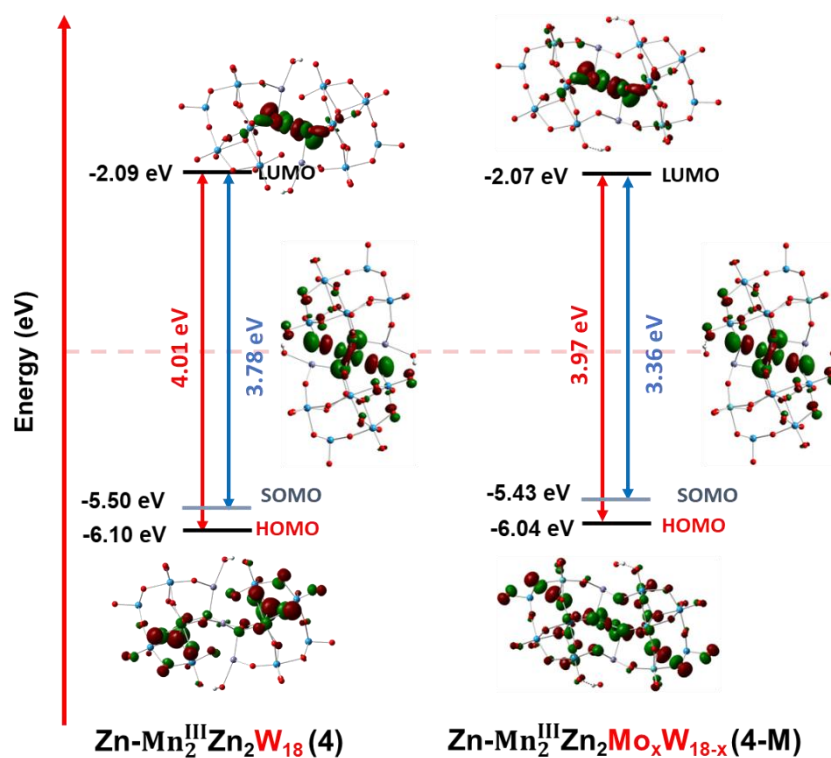 -2.09 eV
LUMO
-2.07 eV
LUMO
Energy (eV)
4.01 eV
3.78 eV
3.97 eV
3.36 eV
-5.50 eV
SOMO
-5.43 eV
SOMO
-6.10 eV
HOMO
-6.04 eV
HOMO
Zn-Mn₂ᴵᴵᴵZn₂W₁₈ (4)
Zn-Mn₂ᴵᴵᴵZn₂MoₓW₁₈₋ₓ (4-M)